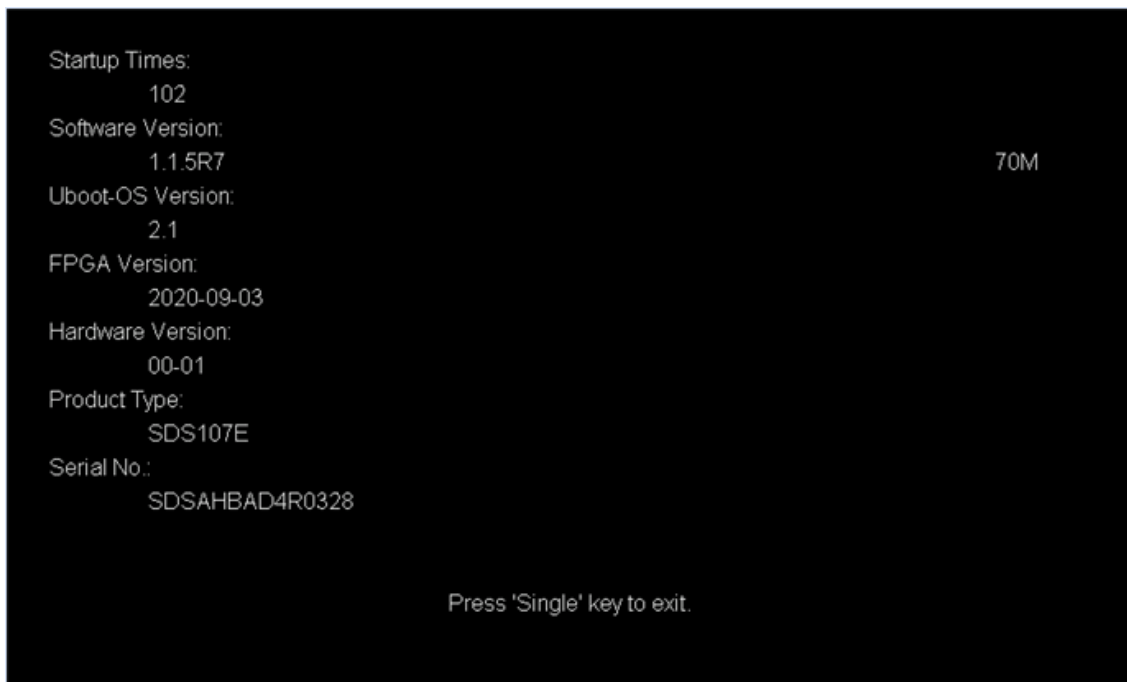 Startup Times:
102
Software Version:
1.1.5R7 70M
Uboot-OS Version:
2.1
FPGA Version:
2020-09-03
Hardware Version:
00-01
Product Type:
SDS107E
Serial No.:
SDSAHBAD4R0328
Press 'Single' key to exit.